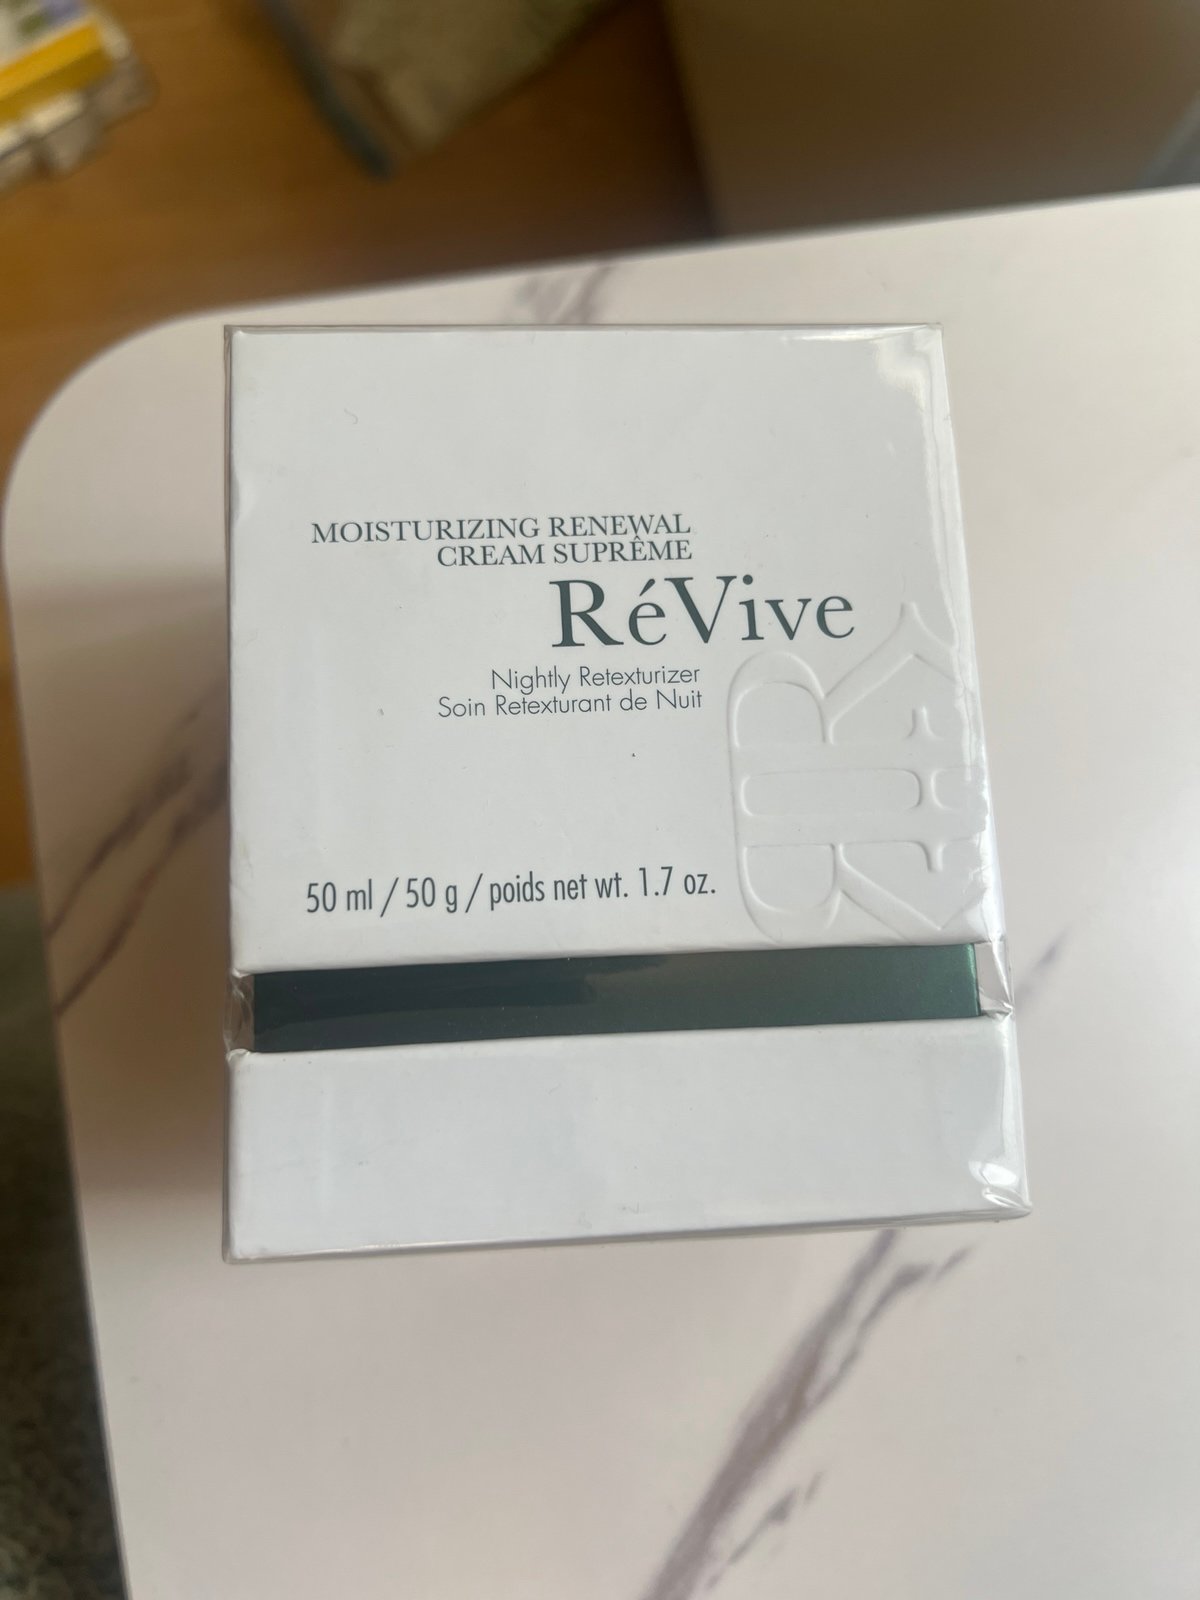 MOISTURIZING RENEWAL
CREAM SUPRÊME
RéVive
Nightly Retexturizer
Soin Retexturant de Nuit
50 ml / 50 g / poids net wt. 1.7 oz.